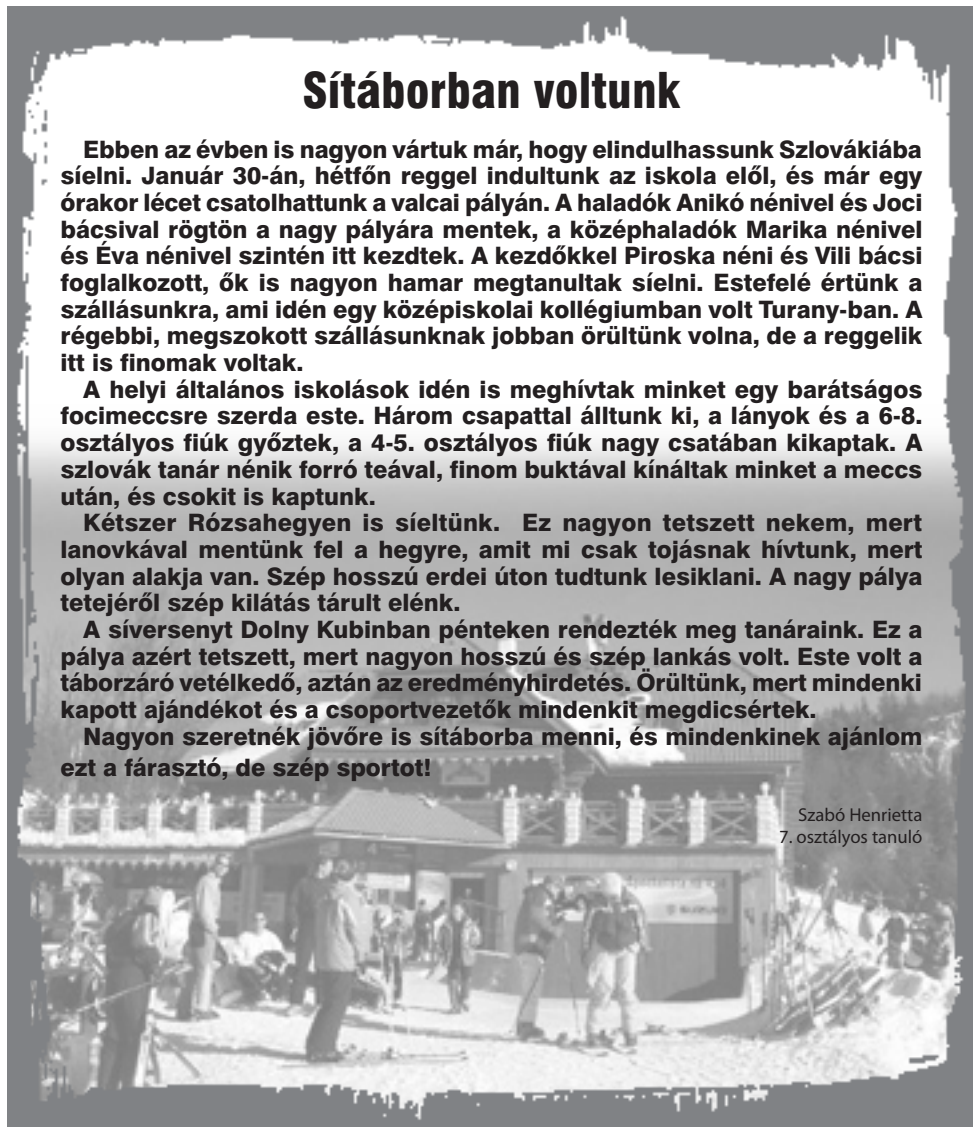 Sítáborban voltunk
Ebben az évben is nagyon vártuk már, hogy elindulhassunk Szlovákiába
síelni. Január 30-án, hétfőn reggel indultunk az iskola elől, és már egy
órakor lécet csatolhattunk a valcai pályán. A haladók Anikó nénivel és Joci
bácsival rögtön a nagy pályára mentek, a középhaladók Marika nénivel
és Éva nénivel szintén itt kezdtek. A kezdőkkel Piroska néni és Vili bácsi
foglalkozott, ők is nagyon hamar megtanultak síelni. Estefelé értünk a
szállásunkra, ami idén egy középiskolai kollégiumban volt Turany-ban. A
régebbi, megszokott szállásunknak jobban örültünk volna, de a reggelik
itt is finomak voltak.
A helyi általános iskolások idén is meghívtak minket egy barátságos
focimeccsre szerda este. Három csapattal álltunk ki, a lányok és a 6-8.
osztályos fiúk győztek, a 4-5. osztályos fiúk nagy csatában kikaptak. A
szlovák tanár nénik forró teával, finom buktával kínáltak minket a meccs
után, és csokit is kaptunk.
Kétszer Rózsahegyen is síeltünk. Ez nagyon tetszett nekem, mert
lanovkával mentünk fel a hegyre, amit mi csak tojásnak hívtunk, mert
olyan alakja van. Szép hosszú erdei úton tudtunk lesiklani. A nagy pálya
tetejéről szép kilátás tárult elénk.
A síversenyt Dolny Kubinban pénteken rendezték meg tanáraink. Ez a
pálya azért tetszett, mert nagyon hosszú és szép lankás volt. Este volt a
táborzáró vetélkedő, aztán az eredményhirdetés. Örültünk, mert mindenki
kapott ajándékot és a csoportvezetők mindenkit megdicsértek.
Nagyon szeretnék jövőre is sítáborba menni, és mindenkinek ajánlom
ezt a fárasztó, de szép sportot!
Szabó Henrietta
7. osztályos tanuló